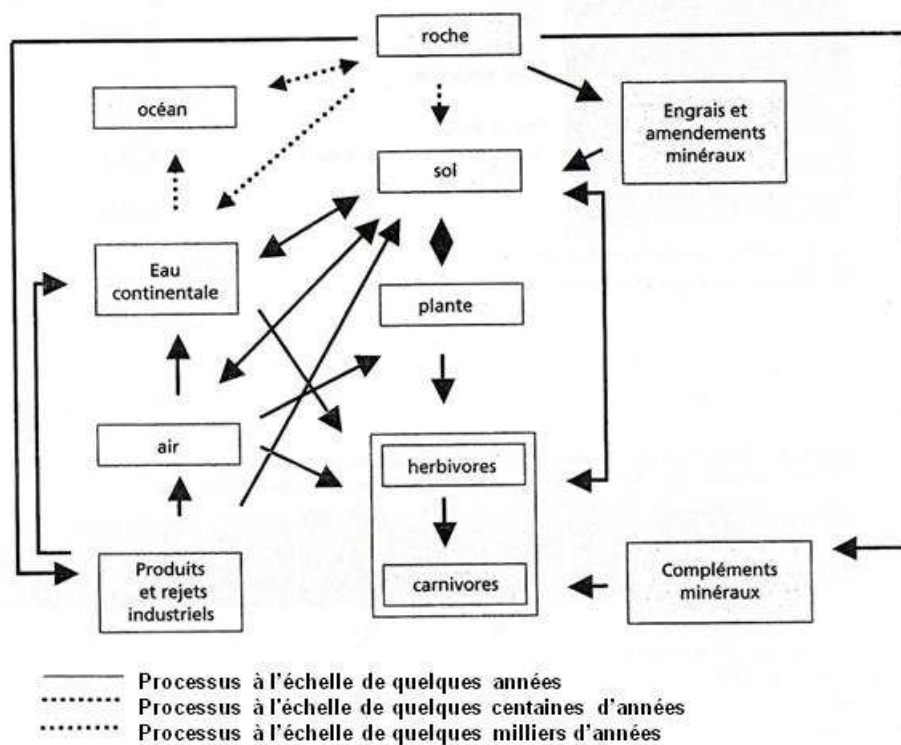 roche
océan
Engrais et
amendements
minéraux
sol
Eau
continentale
plante
air
herbivores
Produits
et rejets
industriels
carnivores
Compléments
minéraux
Processus à l'échelle de quelques années
Processus à l'échelle de quelques centaines d'années
Processus à l'échelle de quelques milliers d'années